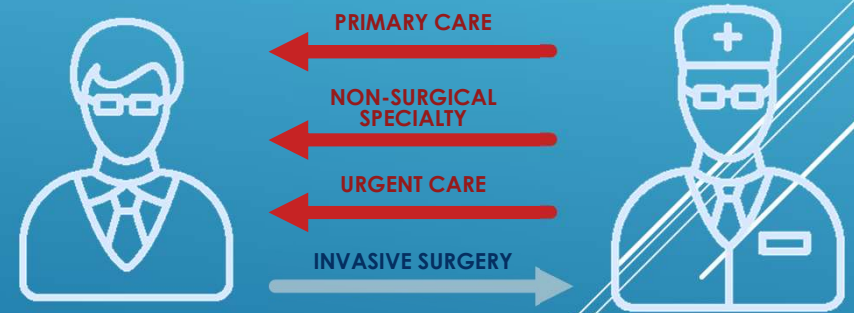 PRIMARY CARE
NON-SURGICAL
SPECIALTY
URGENT CARE
INVASIVE SURGERY